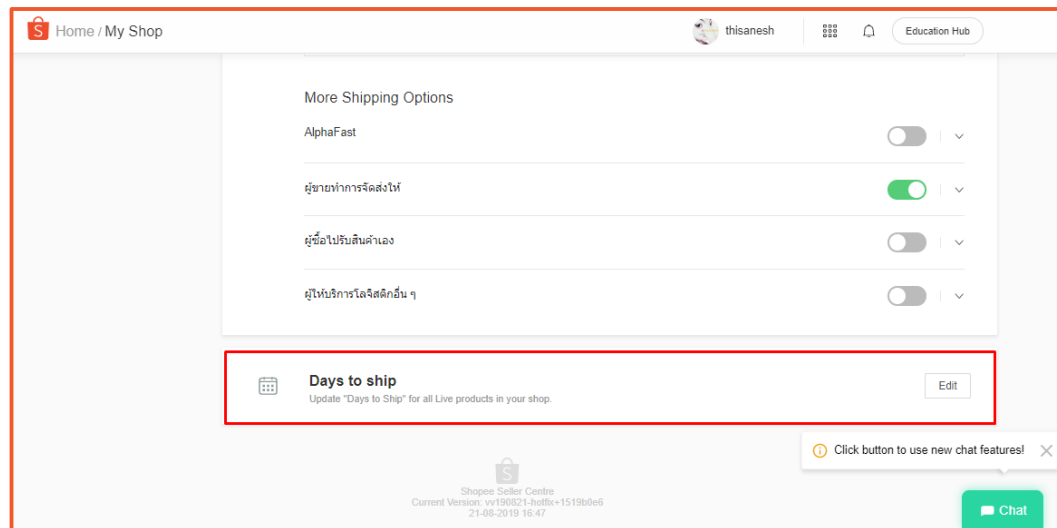 Home / My Shop
thisanesh
Education Hub
More Shipping Options
AlphaFast
ผู้ขายทำการจัดส่งให้
ผู้ซื้อไปรับสินค้าเอง
ผู้ให้บริการโลจิสติกอื่น ๆ
Days to ship
Update "Days to Ship" for all Live products in your shop.
Edit
Click button to use new chat features!
Shopee Seller Centre
Current Version: vv190821-hotfix+1519b0e6
21-08-2019 16:47
Chat